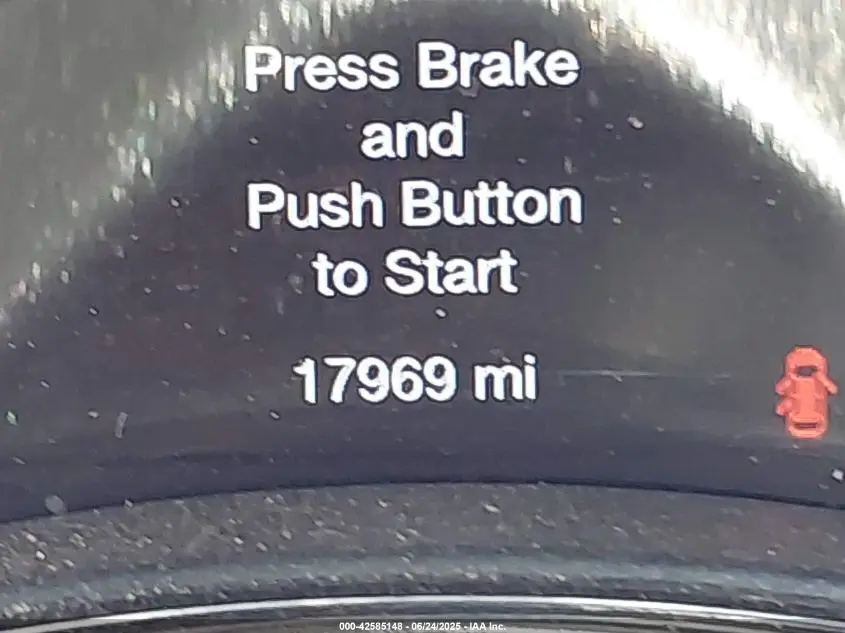 Press Brake
and
Push Button
to Start
17969 mi
000-42585148 - 06/24/2025 - IAA Inc.